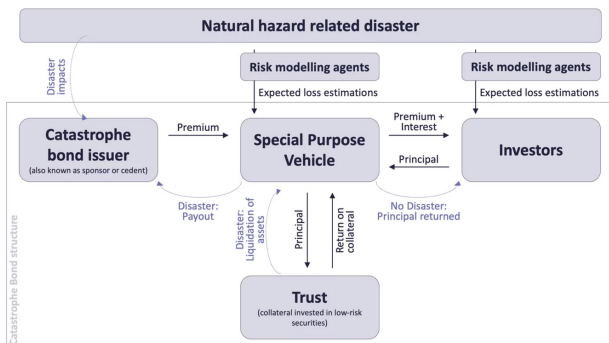 Natural hazard related disaster
Disaster
impacts
Risk modelling agents
Risk modelling agents
Expected loss estimations
Expected loss estimations
Catastrophe
bond issuer
(also known as sponsor or cedent)
Premium
Special Purpose
Vehicle
Premium +
Interest
Principal
Investors
Disaster:
Payout
Disaster:
Liquidation of
assets
Principal
Return on
collateral
No Disaster:
Principal returned
Trust
(collateral invested in low-risk
securities)
Catastrophe Bond structure